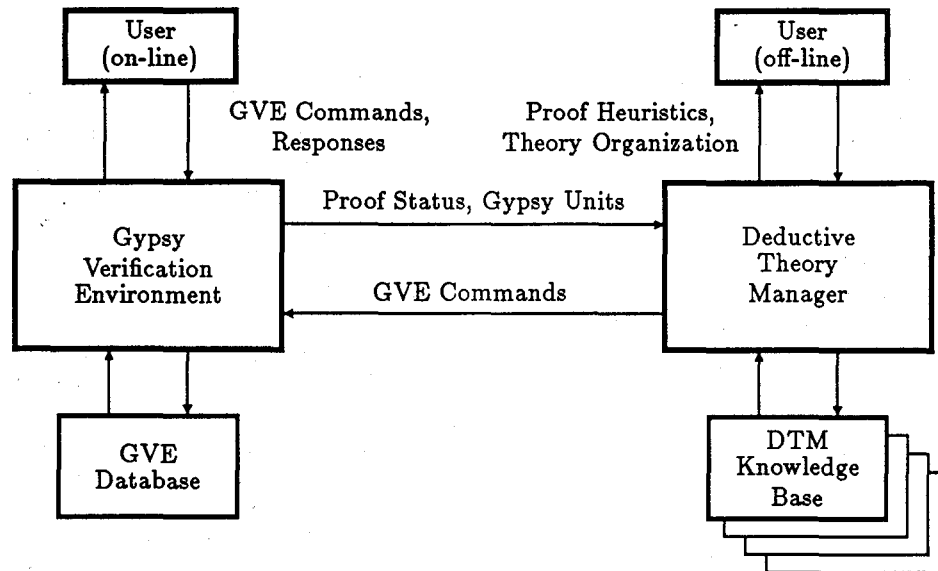 User
(on-line)
User
(off-line)
GVE Commands,
Responses
Proof Heuristics,
Theory Organization
Gypsy
Verification
Environment
Proof Status, Gypsy Units
GVE Commands
Deductive
Theory
Manager
GVE
Database
DTM
Knowledge
Base